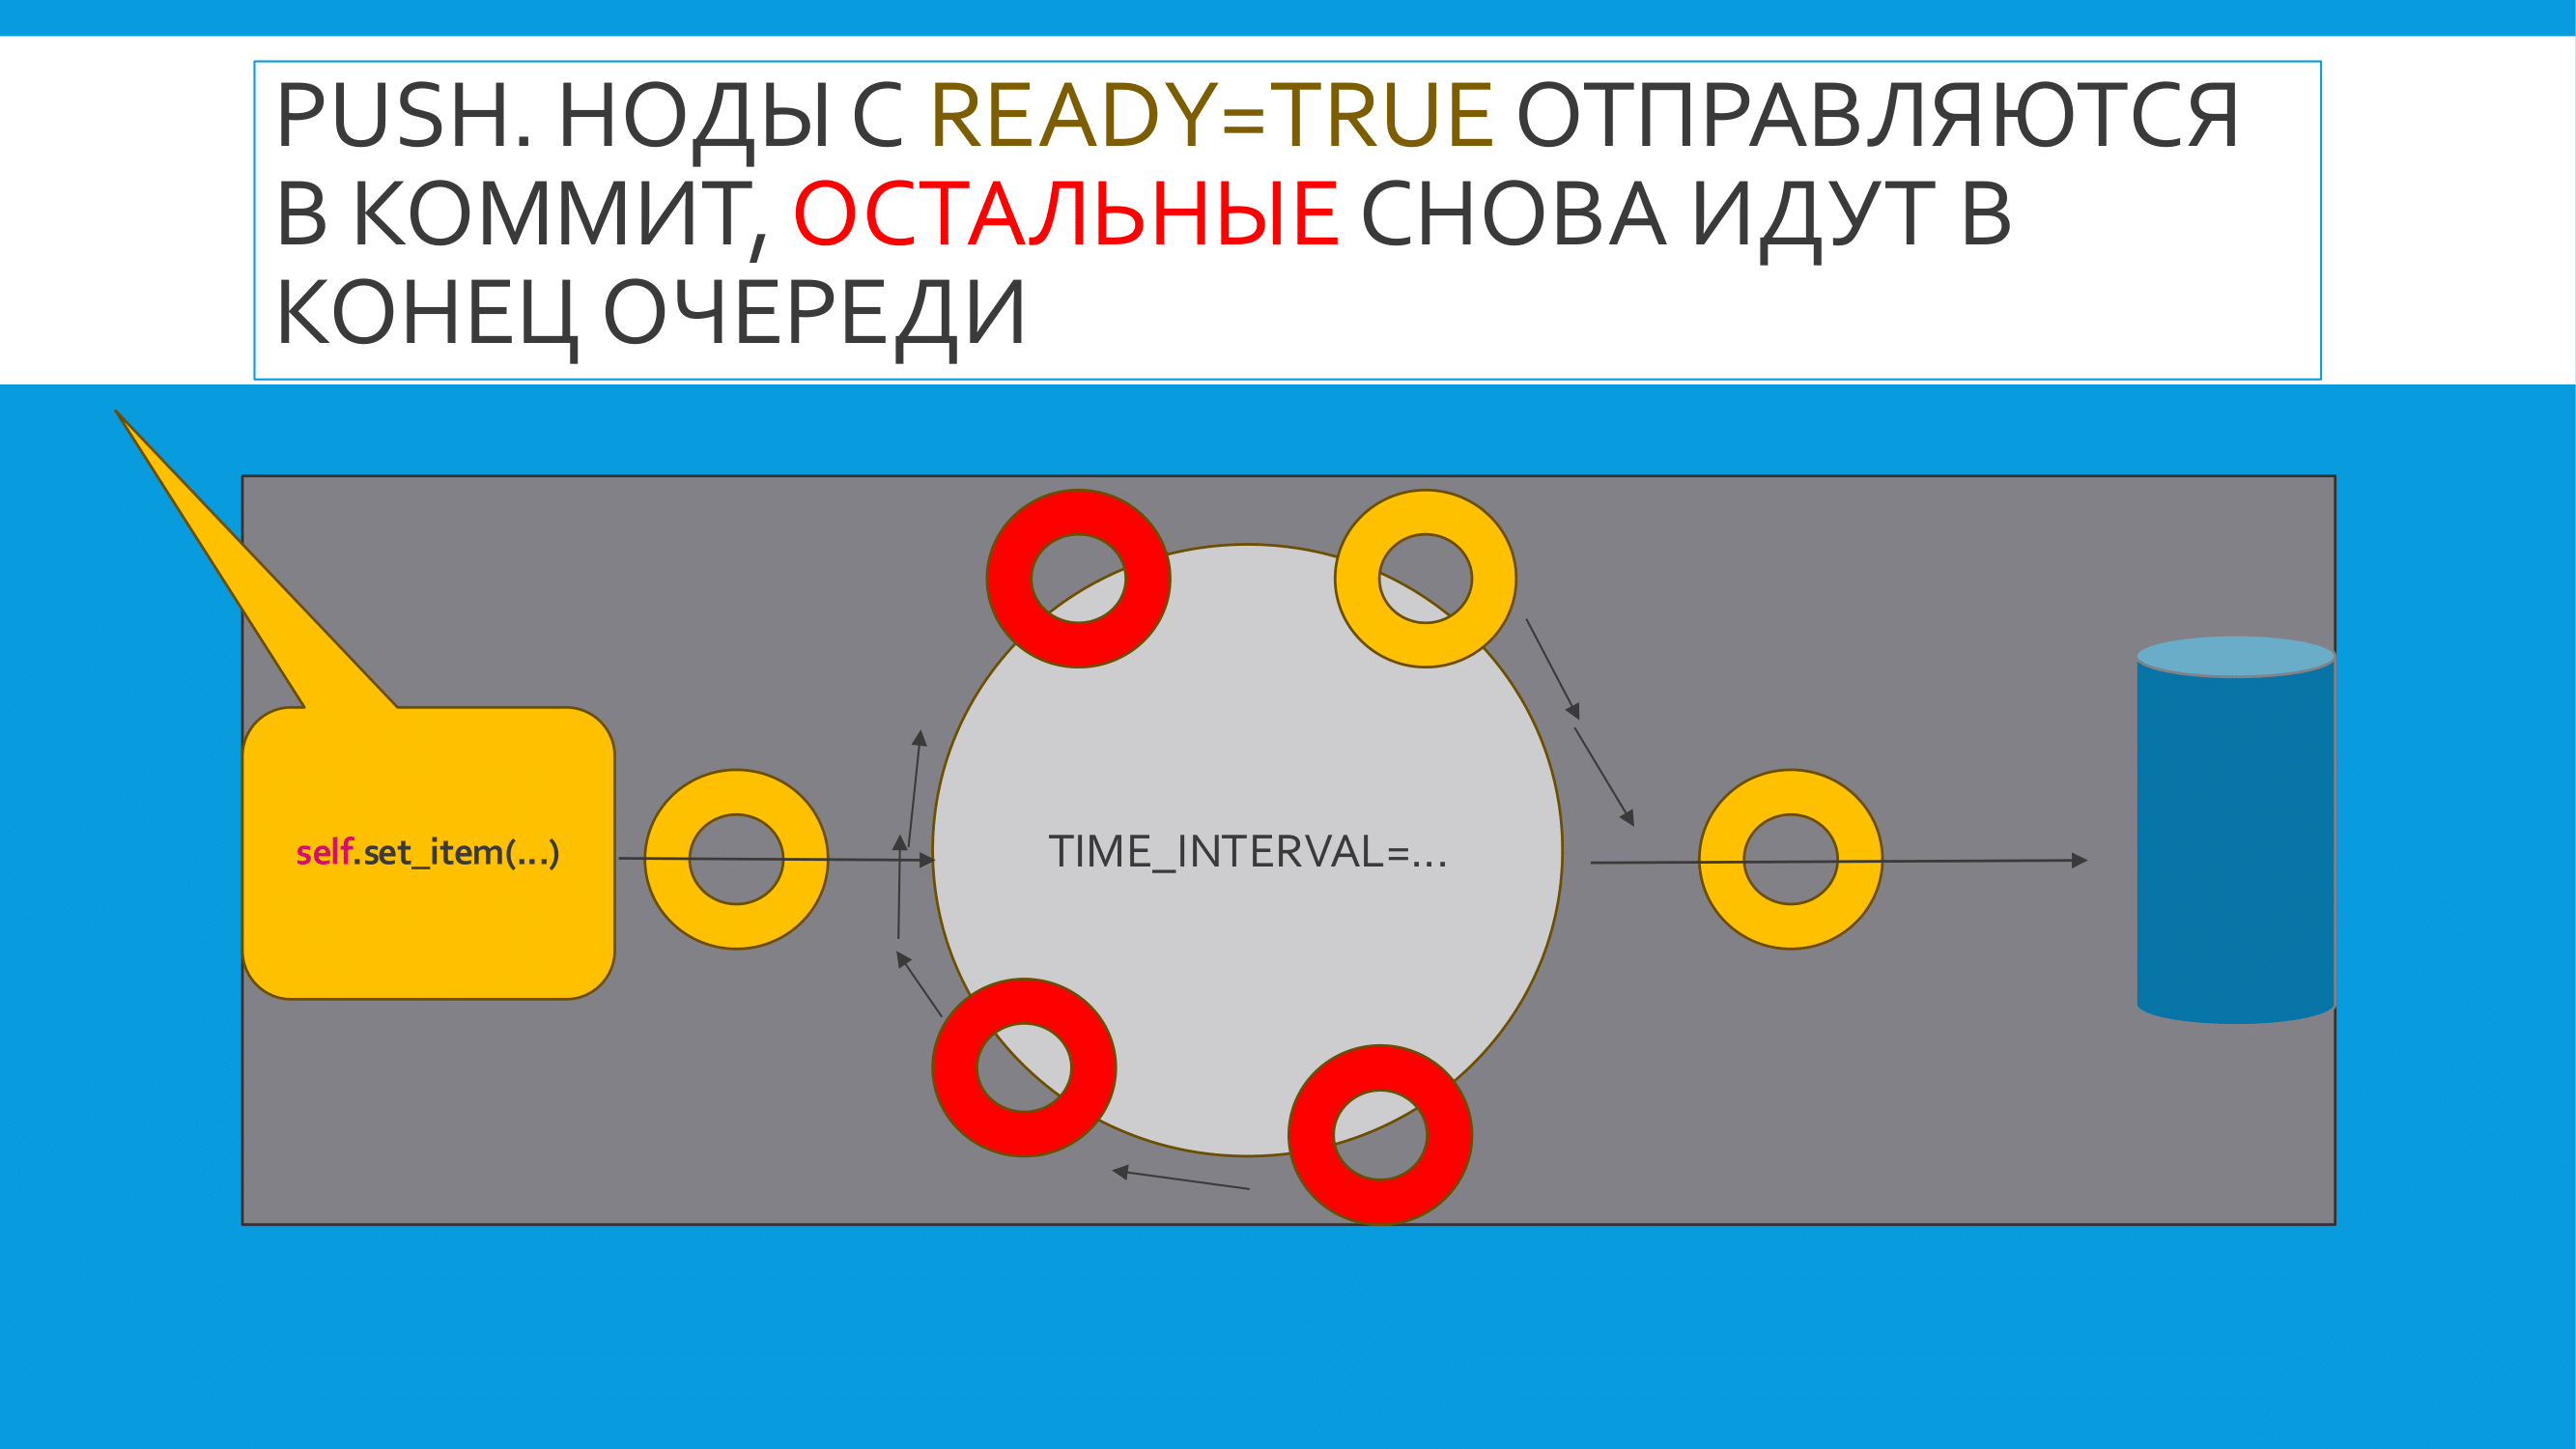 PUSH. НОДЫ С READY=TRUE ОТПРАВЛЯЮТСЯ
В КОММИТ, ОСТАЛЬНЫЕ СНОВА ИДУТ В
КОНЕЦ ОЧЕРЕДИ
self.set_item(...)
TIME_INTERVAL=...